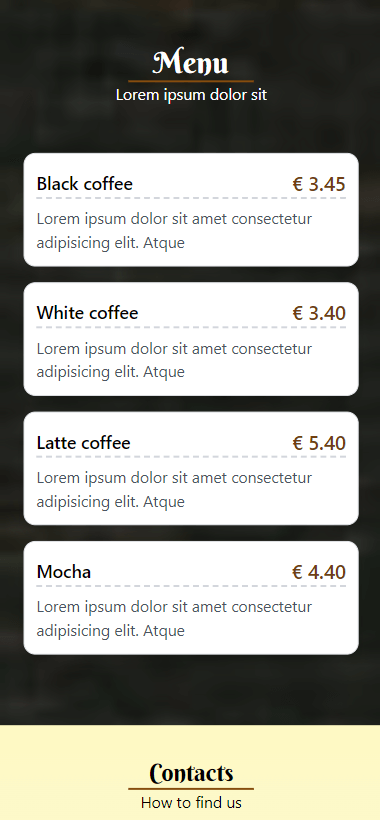 Menu
Lorem ipsum dolor sit
Black coffee € 3.45
Lorem ipsum dolor sit amet consectetur
adipisicing elit. Atque
White coffee € 3.40
Lorem ipsum dolor sit amet consectetur
adipisicing elit. Atque
Latte coffee € 5.40
Lorem ipsum dolor sit amet consectetur
adipisicing elit. Atque
Mocha € 4.40
Lorem ipsum dolor sit amet consectetur
adipisicing elit. Atque
Contacts
How to find us